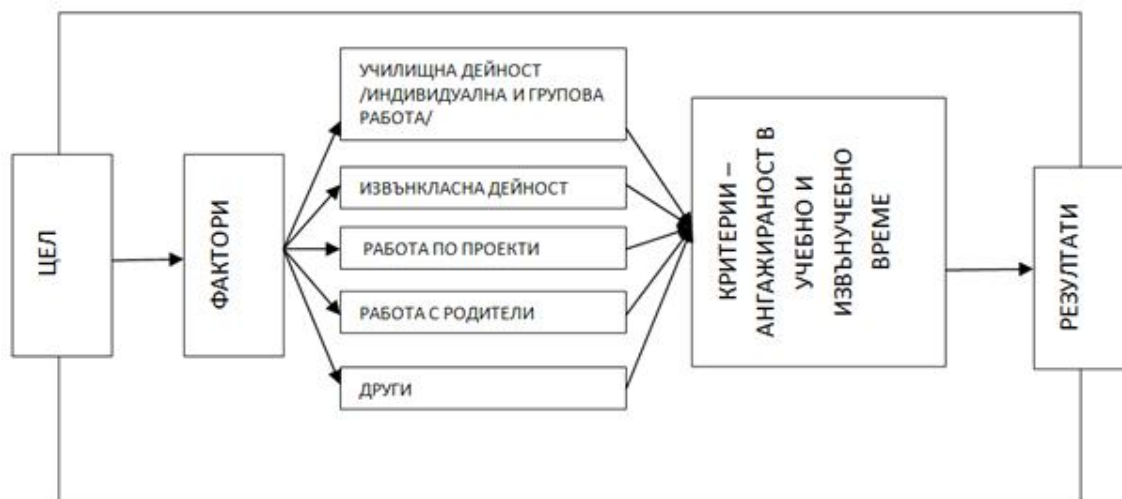 ЦЕЛ
ФАКТОРИ
УЧИЛИЩНА ДЕЙНОСТ
/ИНДИВИДУАЛНА И ГРУПОВА
РАБОТА/
ИЗВЪНКЛАСНА ДЕЙНОСТ
РАБОТА ПО ПРОЕКТИ
РАБОТА С РОДИТЕЛИ
ДРУГИ
КРИТЕРИИ –
АНГАЖИРАНОСТ В
УЧЕБНО И
ИЗВЪНУЧЕБНО
ВРЕМЕ
РЕЗУЛТАТИ